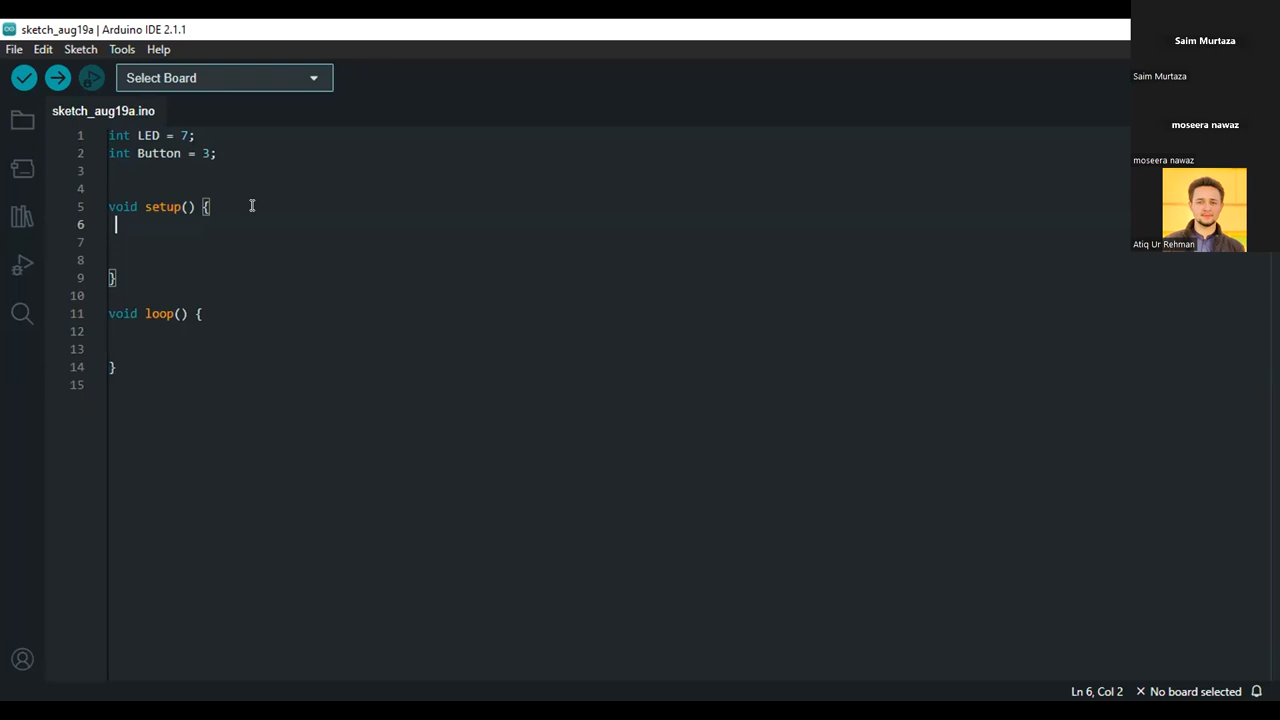 sketch_aug19a | Arduino IDE 2.1.1
File Edit Sketch Tools Help
Select Board
sketch_aug19a.ino
1 int LED = 7;
2 int Button = 3;
3
4
5 void setup() {
6
7
8
9 }
10
11 void loop() {
12
13
14 }
15
Saim Murtaza
Saim Murtaza
moseera nawaz
moseera nawaz
Atiq Ur Rehman
Ln 6, Col 2 × No board selected